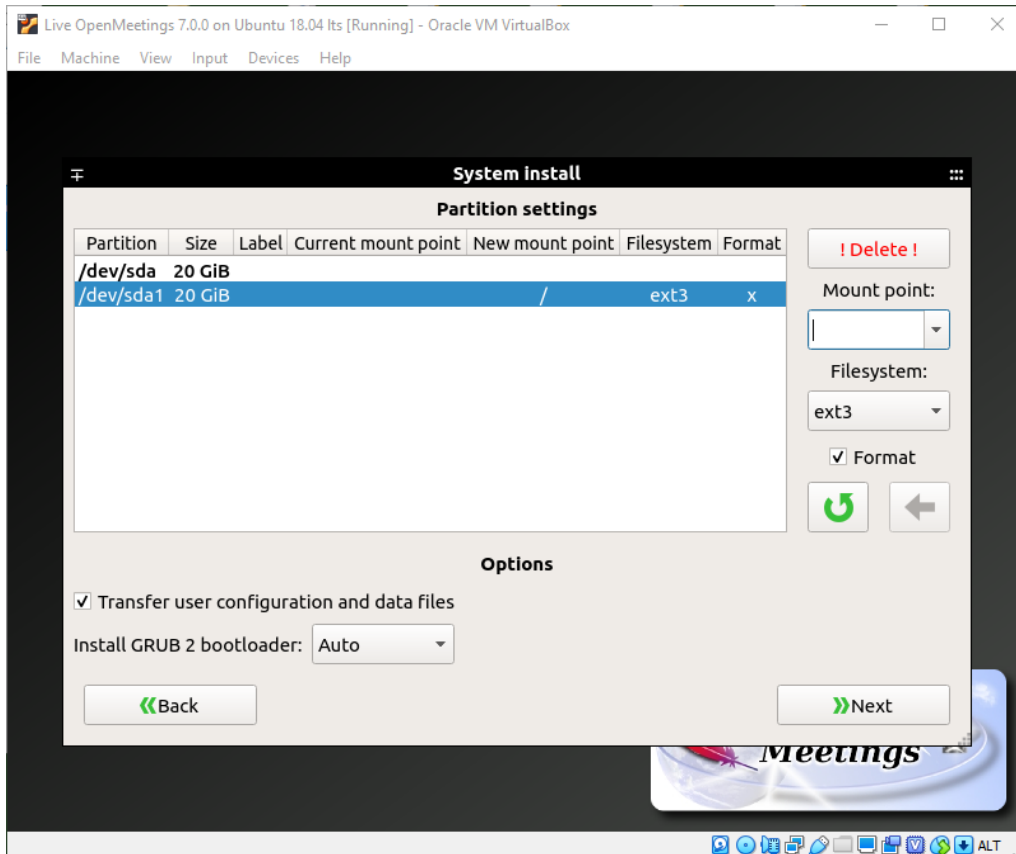 Live OpenMeetings 7.0.0 on Ubuntu 18.04 lts [Running] - Oracle VM VirtualBox
File Machine View Input Devices Help
System install
Partition settings
Partition Size Label Current mount point New mount point Filesystem Format
/dev/sda 20 GiB
/dev/sda1 20 GiB / ext3 x
! Delete !
Mount point:
Filesystem:
ext3
Format
Options
Transfer user configuration and data files
Install GRUB 2 bootloader: Auto
Back
Next
Meetings
ALT